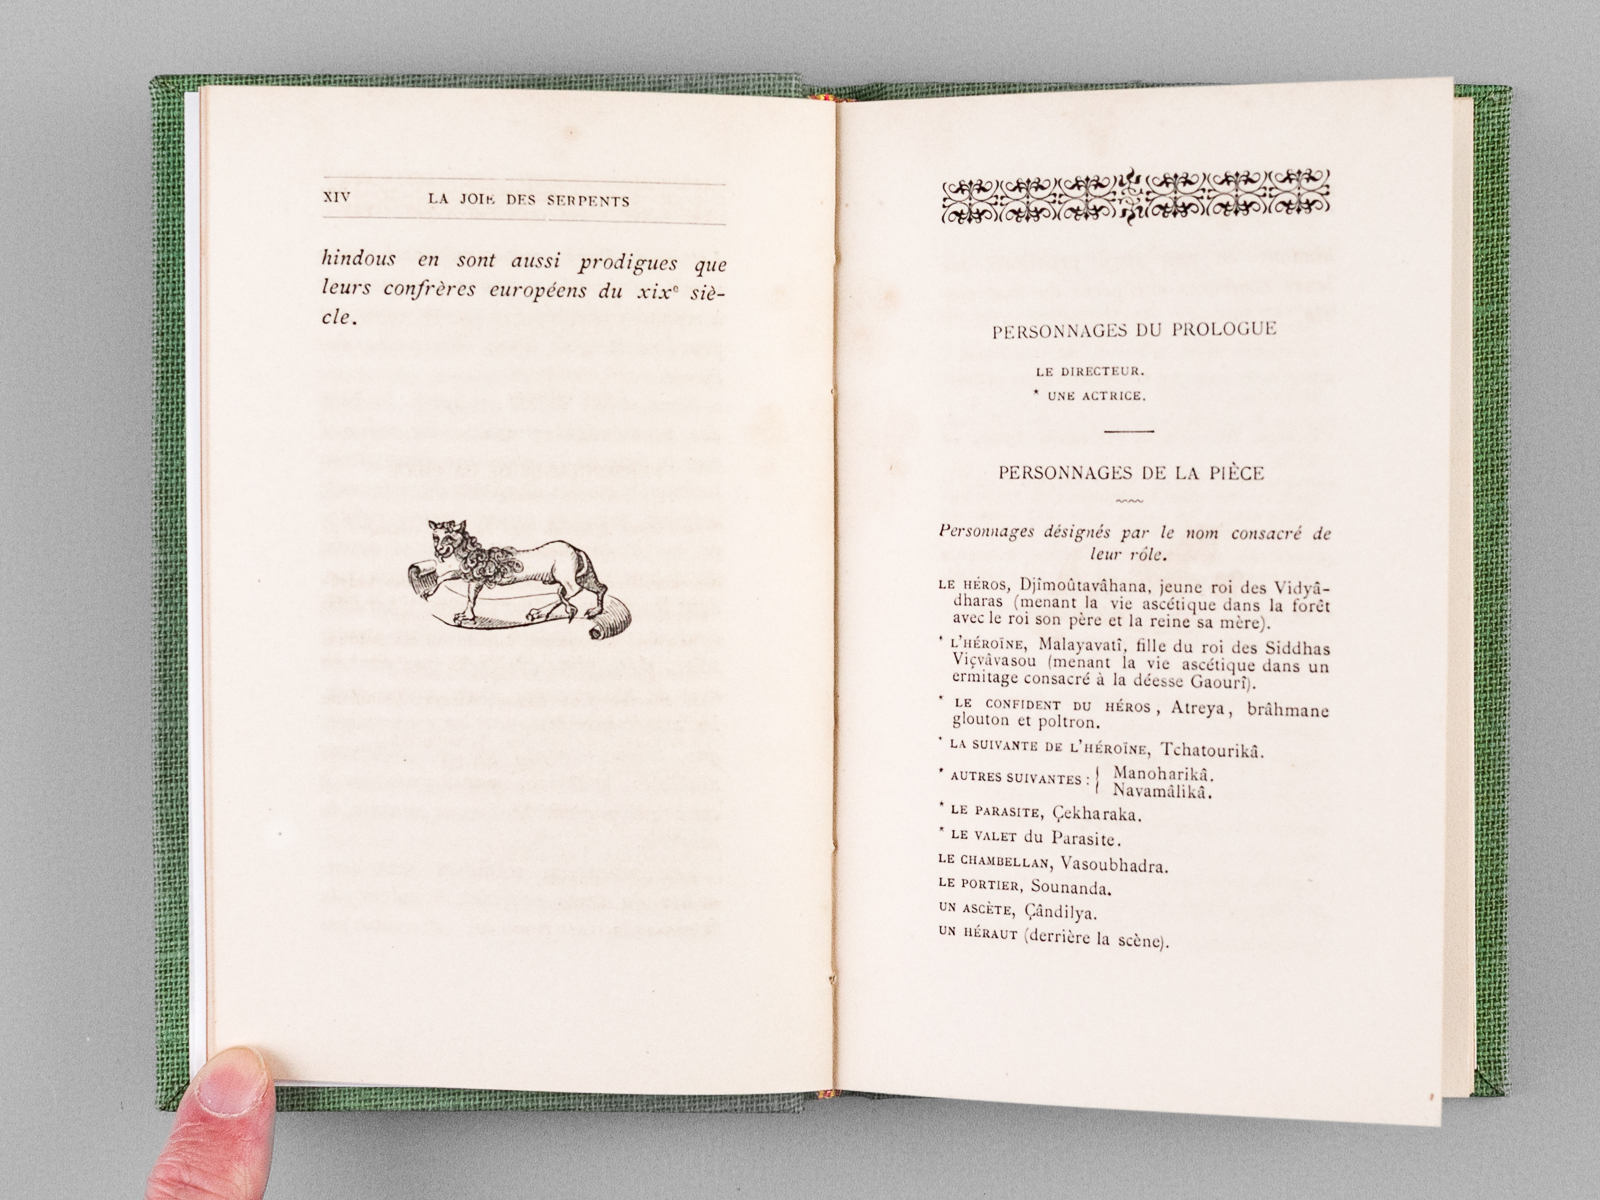 XIV LA JOIE DES SERPENTS
hindous en sont aussi prodigues que
leurs confrères européens du xixe siè-
cle.
PERSONNAGES DU PROLOGUE
LE DIRECTEUR.
* UNE ACTRICE.
PERSONNAGES DE LA PIÈCE
Personnages désignés par le nom consacré de
leur rôle.
LE HÉROS, Djîmoûtavâhana, jeune roi des Vidyâ-
dharas (menant la vie ascétique dans la forêt
avec le roi son père et la reine sa mère).
* L'HÉROÏNE, Malayavatî, fille du roi des Siddhas
Viçvâvasou (menant la vie ascétique dans un
ermitage consacré à la déesse Gaourî).
* LE CONFIDENT DU HÉROS, Atreya, brâhmane
glouton et poltron.
* LA SUIVANTE DE L'HÉROÏNE, Tchatourikâ.
* AUTRES SUIVANTES : { Manoharikâ.
Navamâlikâ.
* LE PARASITE, Çekharaka.
* LE VALET du Parasite.
LE CHAMBELLAN, Vasoubhadra.
LE PORTIER, Sounanda.
UN ASCÈTE, Çândilya.
UN HÉRAUT (derrière la scène).